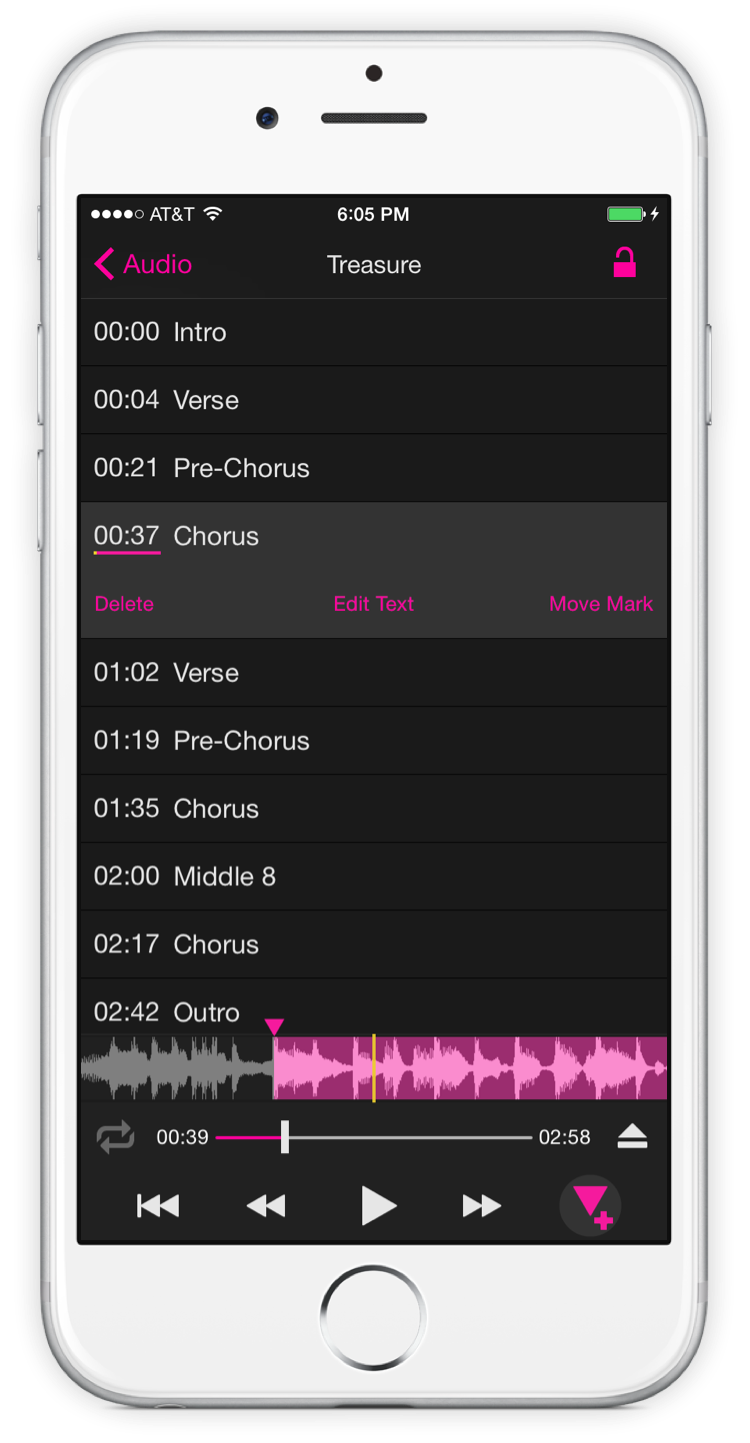 AT&T 6:05 PM
Audio Treasure
00:00 Intro
00:04 Verse
00:21 Pre-Chorus
00:37 Chorus
Delete Edit Text Move Mark
01:02 Verse
01:19 Pre-Chorus
01:35 Chorus
02:00 Middle 8
02:17 Chorus
02:42 Outro
00:39 02:58